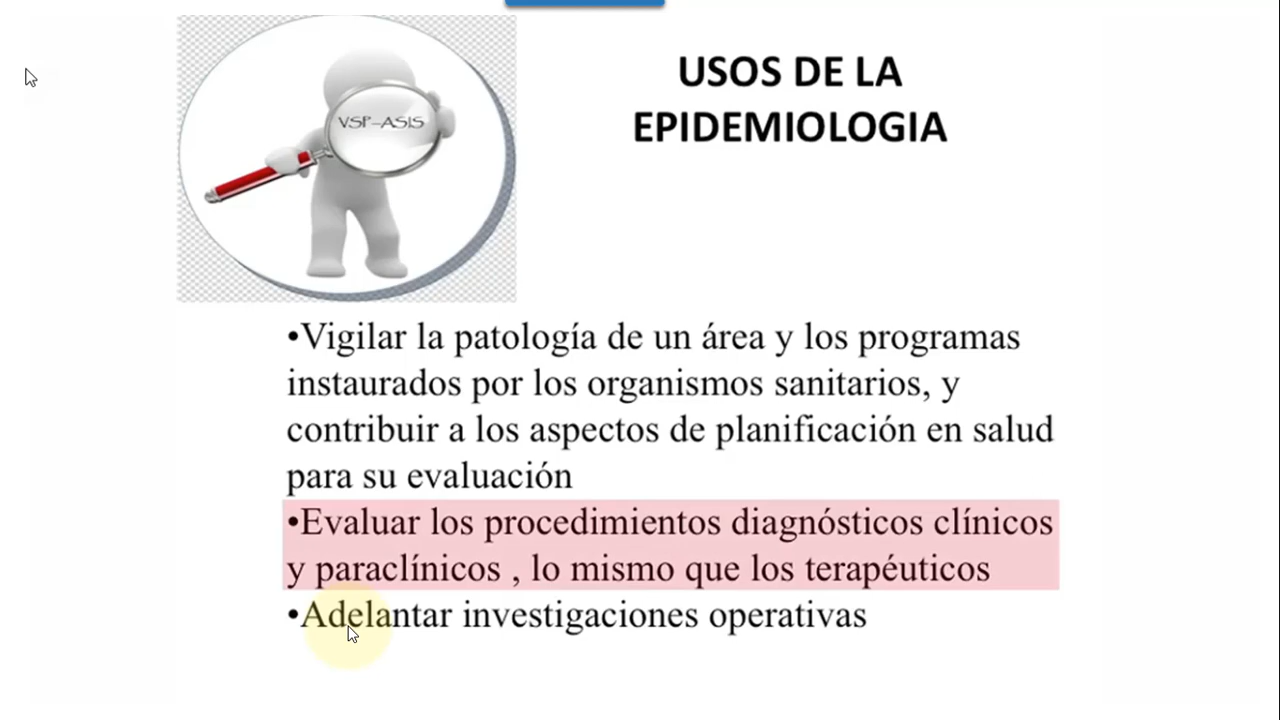 USOS DE LA
EPIDEMIOLOGIA
VSP-ASIS
•Vigilar la patología de un área y los programas
instaurados por los organismos sanitarios, y
contribuir a los aspectos de planificación en salud
para su evaluación
•Evaluar los procedimientos diagnósticos clínicos
y paraclínicos , lo mismo que los terapéuticos
•Adelantar investigaciones operativas